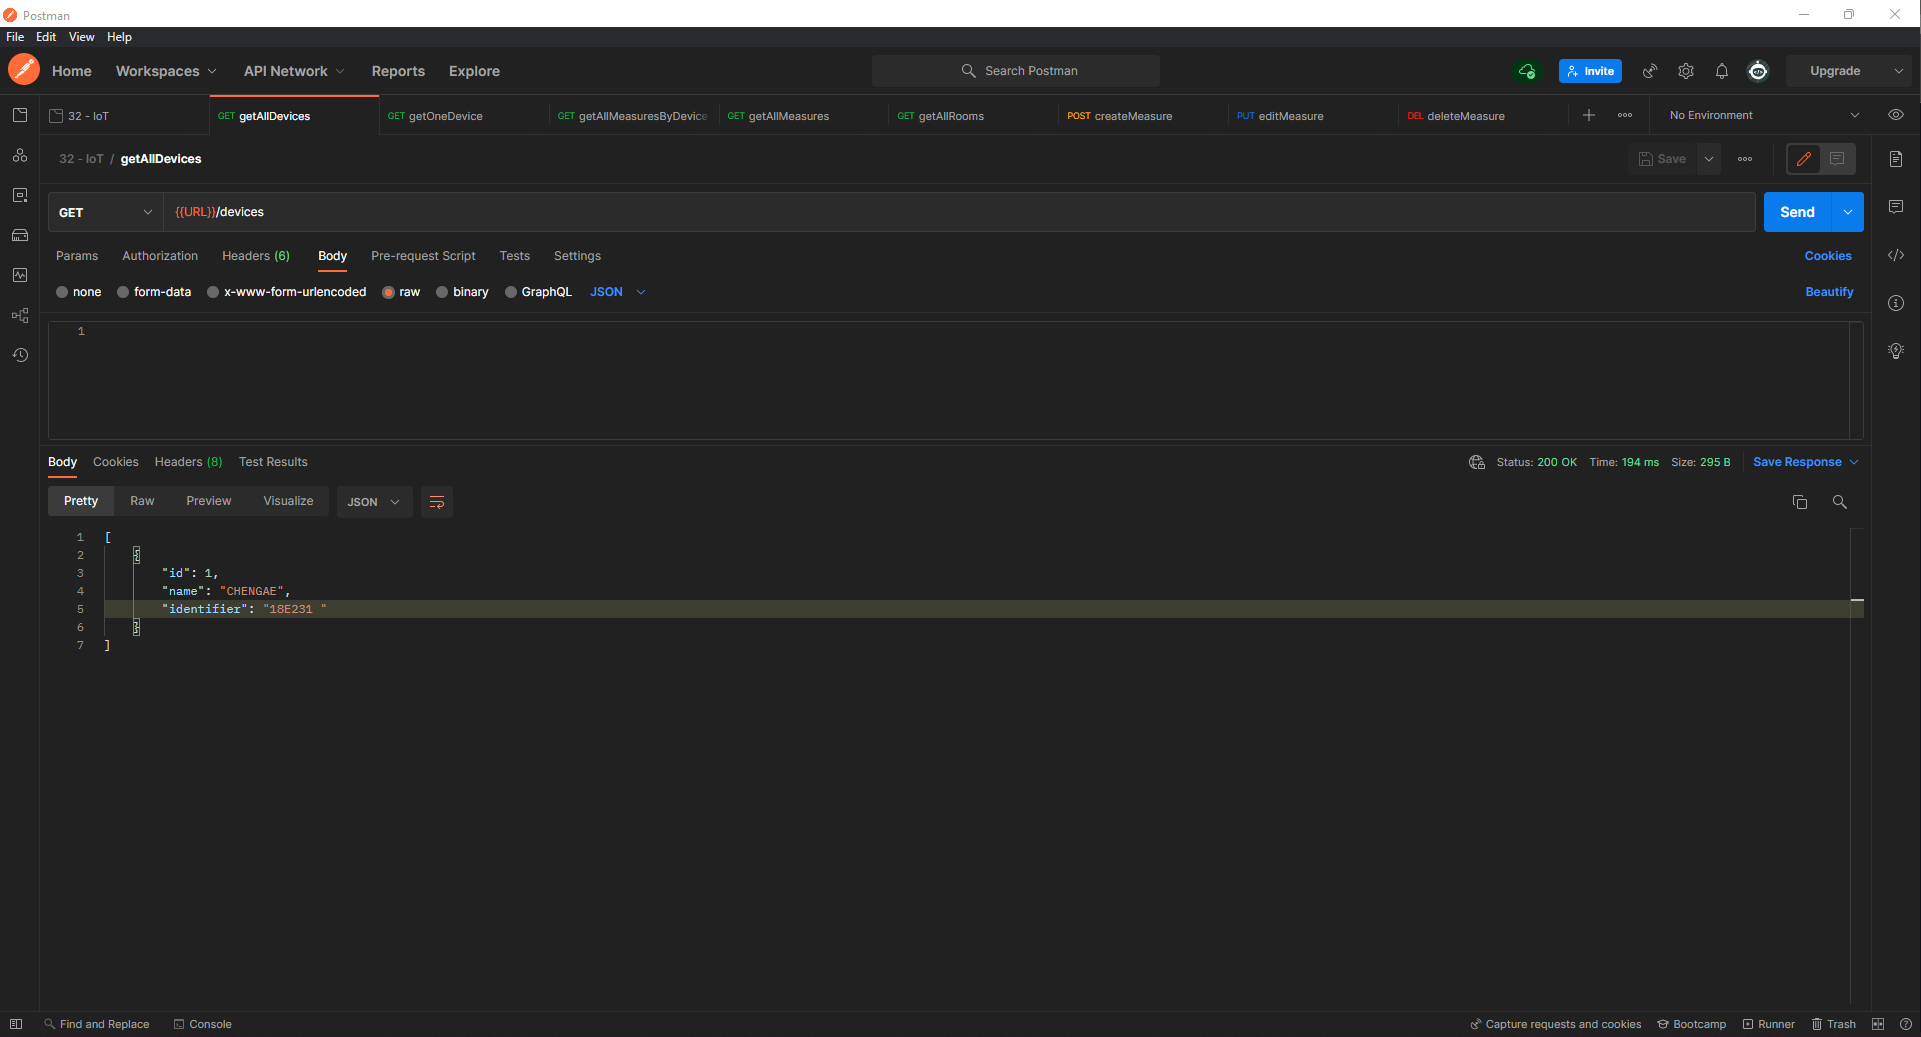 Postman
File Edit View Help
Home Workspaces API Network Reports Explore Search Postman Invite Upgrade
32 - IoT GET getAllDevices GET getOneDevice GET getAllMeasuresByDevice GET getAllMeasures GET getAllRooms POST createMeasure PUT editMeasure DEL deleteMeasure No Environment
32 - IoT / getAllDevices Save
GET {{URL}}/devices Send
Params Authorization Headers (6) Body Pre-request Script Tests Settings Cookies
none form-data x-www-form-urlencoded raw binary GraphQL JSON Beautify
1
Body Cookies Headers (8) Test Results Status: 200 OK Time: 194 ms Size: 295 B Save Response
Pretty Raw Preview Visualize JSON
1 [
2 {
3 "id": 1,
4 "name": "CHENGAE",
5 "identifier": "18E231 "
6 }
7 ]
Find and Replace Console Capture requests and cookies Bootcamp Runner Trash